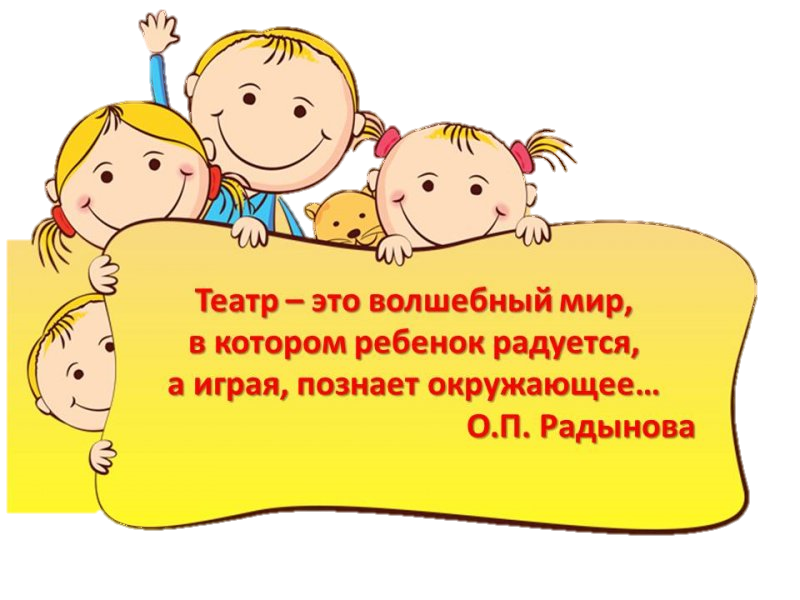 Театр – это волшебный мир,
в котором ребенок радуется,
а играя, познает окружающее…
О.П. Радынова